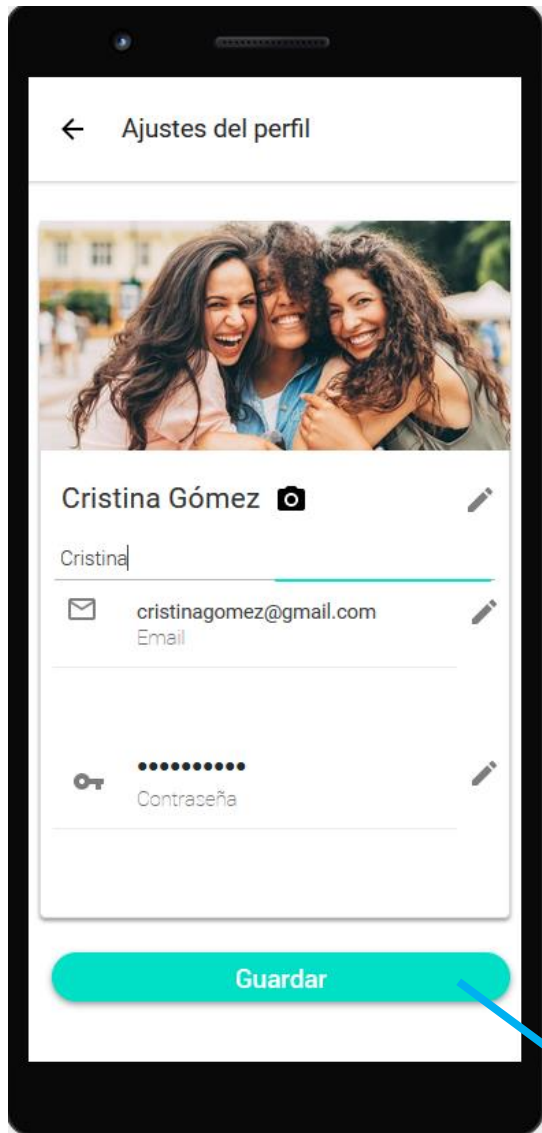 Ajustes del perfil
Cristina Gómez
Cristina
cristinagomez@gmail.com
Email
••••••••••
Contraseña
Guardar